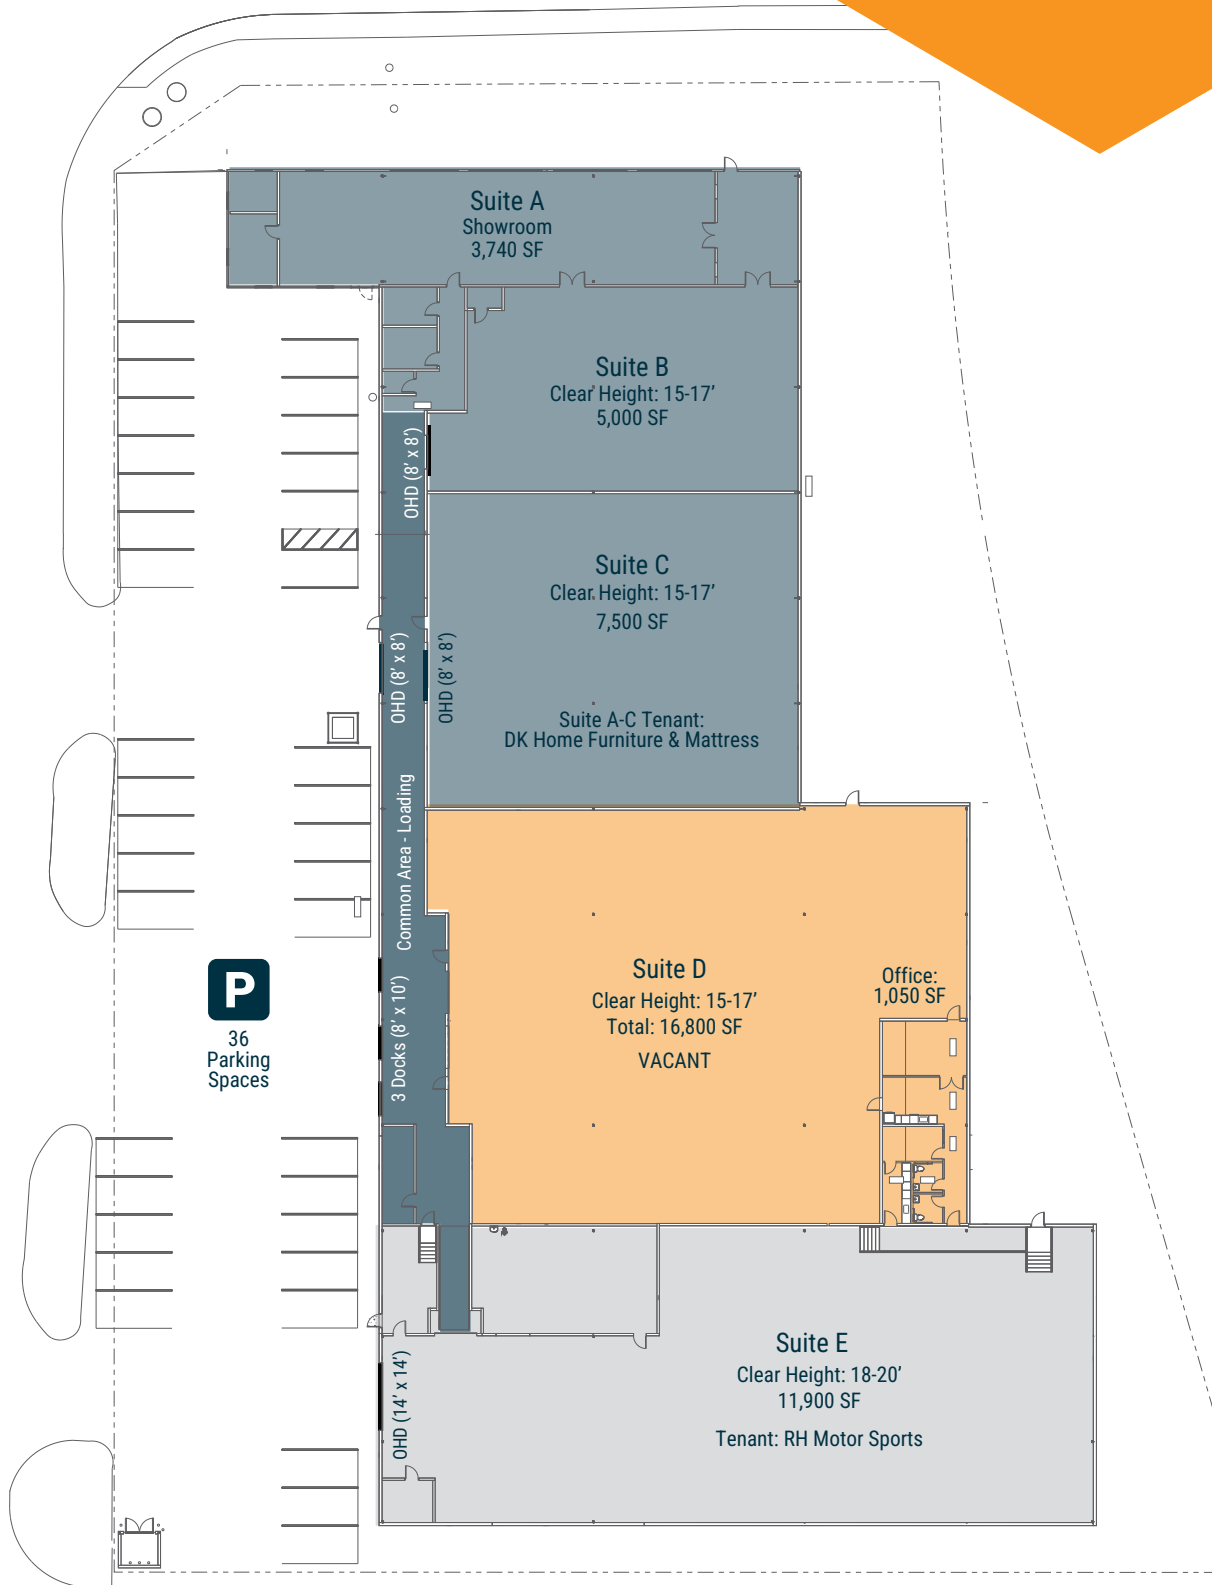 Suite A
Showroom
3,740 SF
Suite B
Clear Height: 15-17’
5,000 SF
OHD (8’ x 8’)
Suite C
Clear Height: 15-17’
7,500 SF
OHD (8’ x 8’)
OHD (8’ x 8’)
Suite A-C Tenant:
DK Home Furniture & Mattress
Common Area - Loading
3 Docks (8’ x 10’)
P
36
Parking
Spaces
Suite D
Clear Height: 15-17’
Total: 16,800 SF
VACANT
Office:
1,050 SF
Suite E
Clear Height: 18-20’
11,900 SF
Tenant: RH Motor Sports
OHD (14’ x 14’)